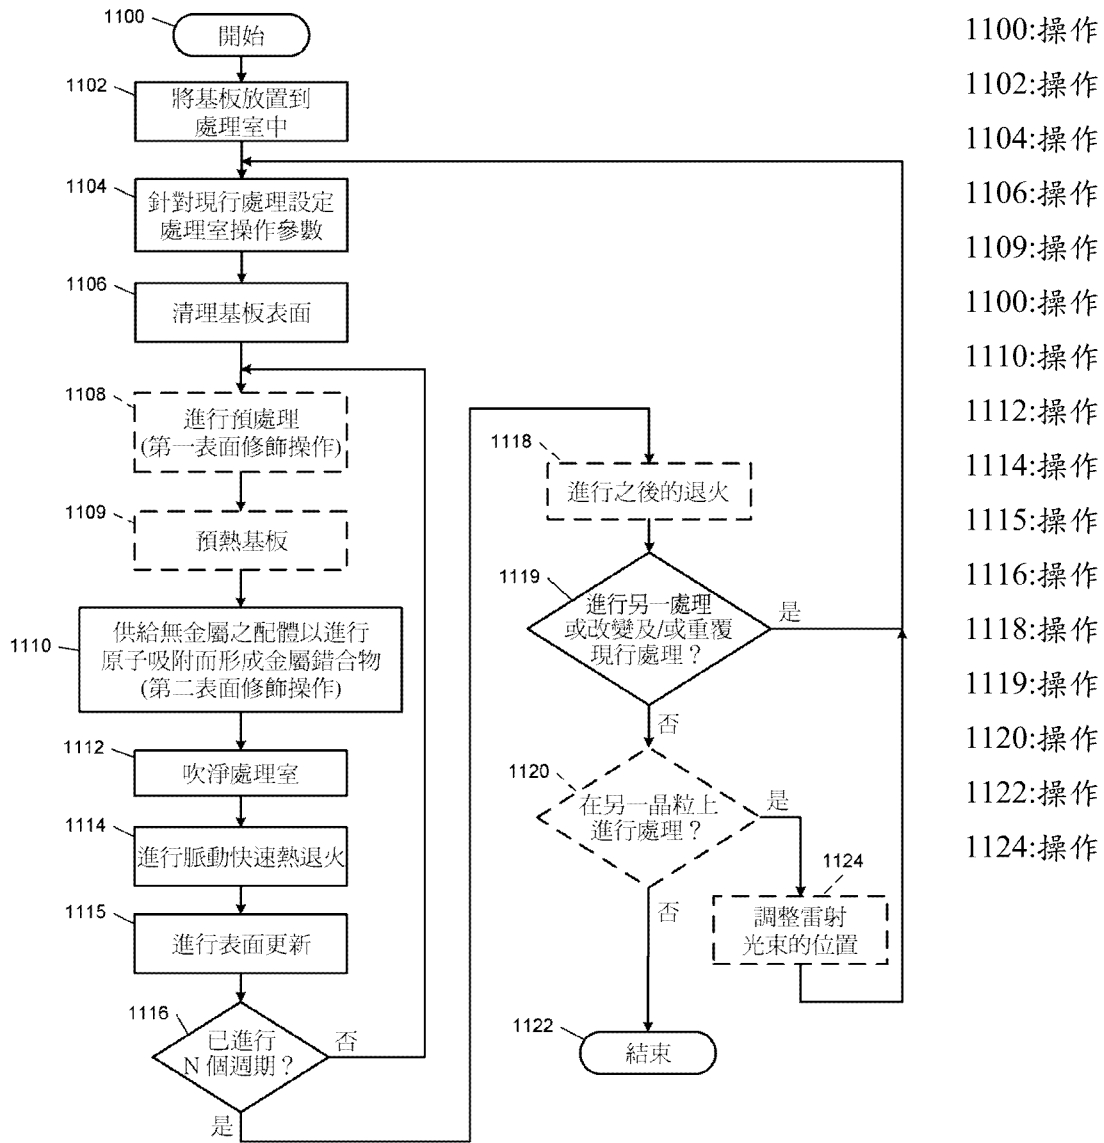 1100
開始
1102
將基板放置到
處理室中
1104
針對現行處理設定
處理室操作參數
1106
清理基板表面
1108
進行預處理
(第一表面修飾操作)
1109
預熱基板
1110
供給無金屬之配體以進行
原子吸附而形成金屬錯合物
(第二表面修飾操作)
1112
吹淨處理室
1114
進行脈動快速熱退火
1115
進行表面更新
1116
已進行
N 個週期？
否
是
1118
進行之後的退火
1119
進行另一處理
或改變及/或重覆
現行處理？
是
否
1120
在另一晶粒上
進行處理？
是
否
1124
調整雷射
光束的位置
1122
結束
1100:操作
1102:操作
1104:操作
1106:操作
1109:操作
1100:操作
1110:操作
1112:操作
1114:操作
1115:操作
1116:操作
1118:操作
1119:操作
1120:操作
1122:操作
1124:操作